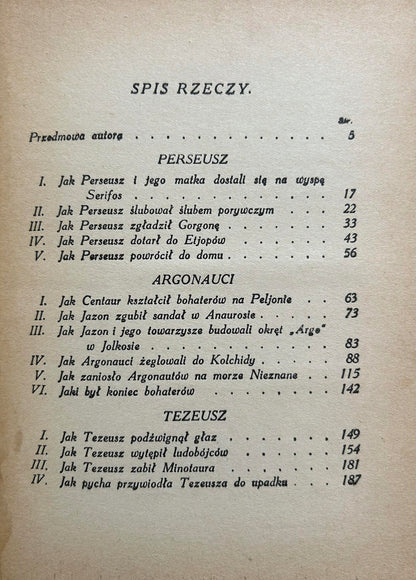 SPIS RZECZY.
Str.
Przedmowa autora . . . . . . . . . . . . . 5
PERSEUSZ
I. Jak Perseusz i jego matka dostali się na wyspę
Serifos . . . . . . . . . . . . . 17
II. Jak Perseusz ślubował ślubem porywczym . . . . 22
III. Jak Perseusz zgładził Gorgonę . . . . . . 33
IV. Jak Perseusz dotarł do Etjopów . . . . . . 43
V. Jak Perseusz powrócił do domu . . . . . . 56
ARGONAUCI
I. Jak Centaur kształcił bohaterów na Peljonie . . 63
II. Jak Jazon zgubił sandał w Anaurosie . . . . 73
III. Jak Jazon i jego towarzysze budowali okręt „Argo"
w Jolkosie . . . . . . . . . . . 83
IV. Jak Argonauci żeglowali do Kolchidy . . . . 88
V. Jak zaniosło Argonautów na morze Nieznane . . 115
VI. Jaki był koniec bohaterów . . . . . . . 142
TEZEUSZ
I. Jak Tezeusz podźwignął głaz . . . . . . . 149
II. Jak Tezeusz wytępił ludobójców . . . . . . 154
III. Jak Tezeusz zabił Minotaura . . . . . . . 181
IV. Jak pycha przywiodła Tezeusza do upadku . . . 187